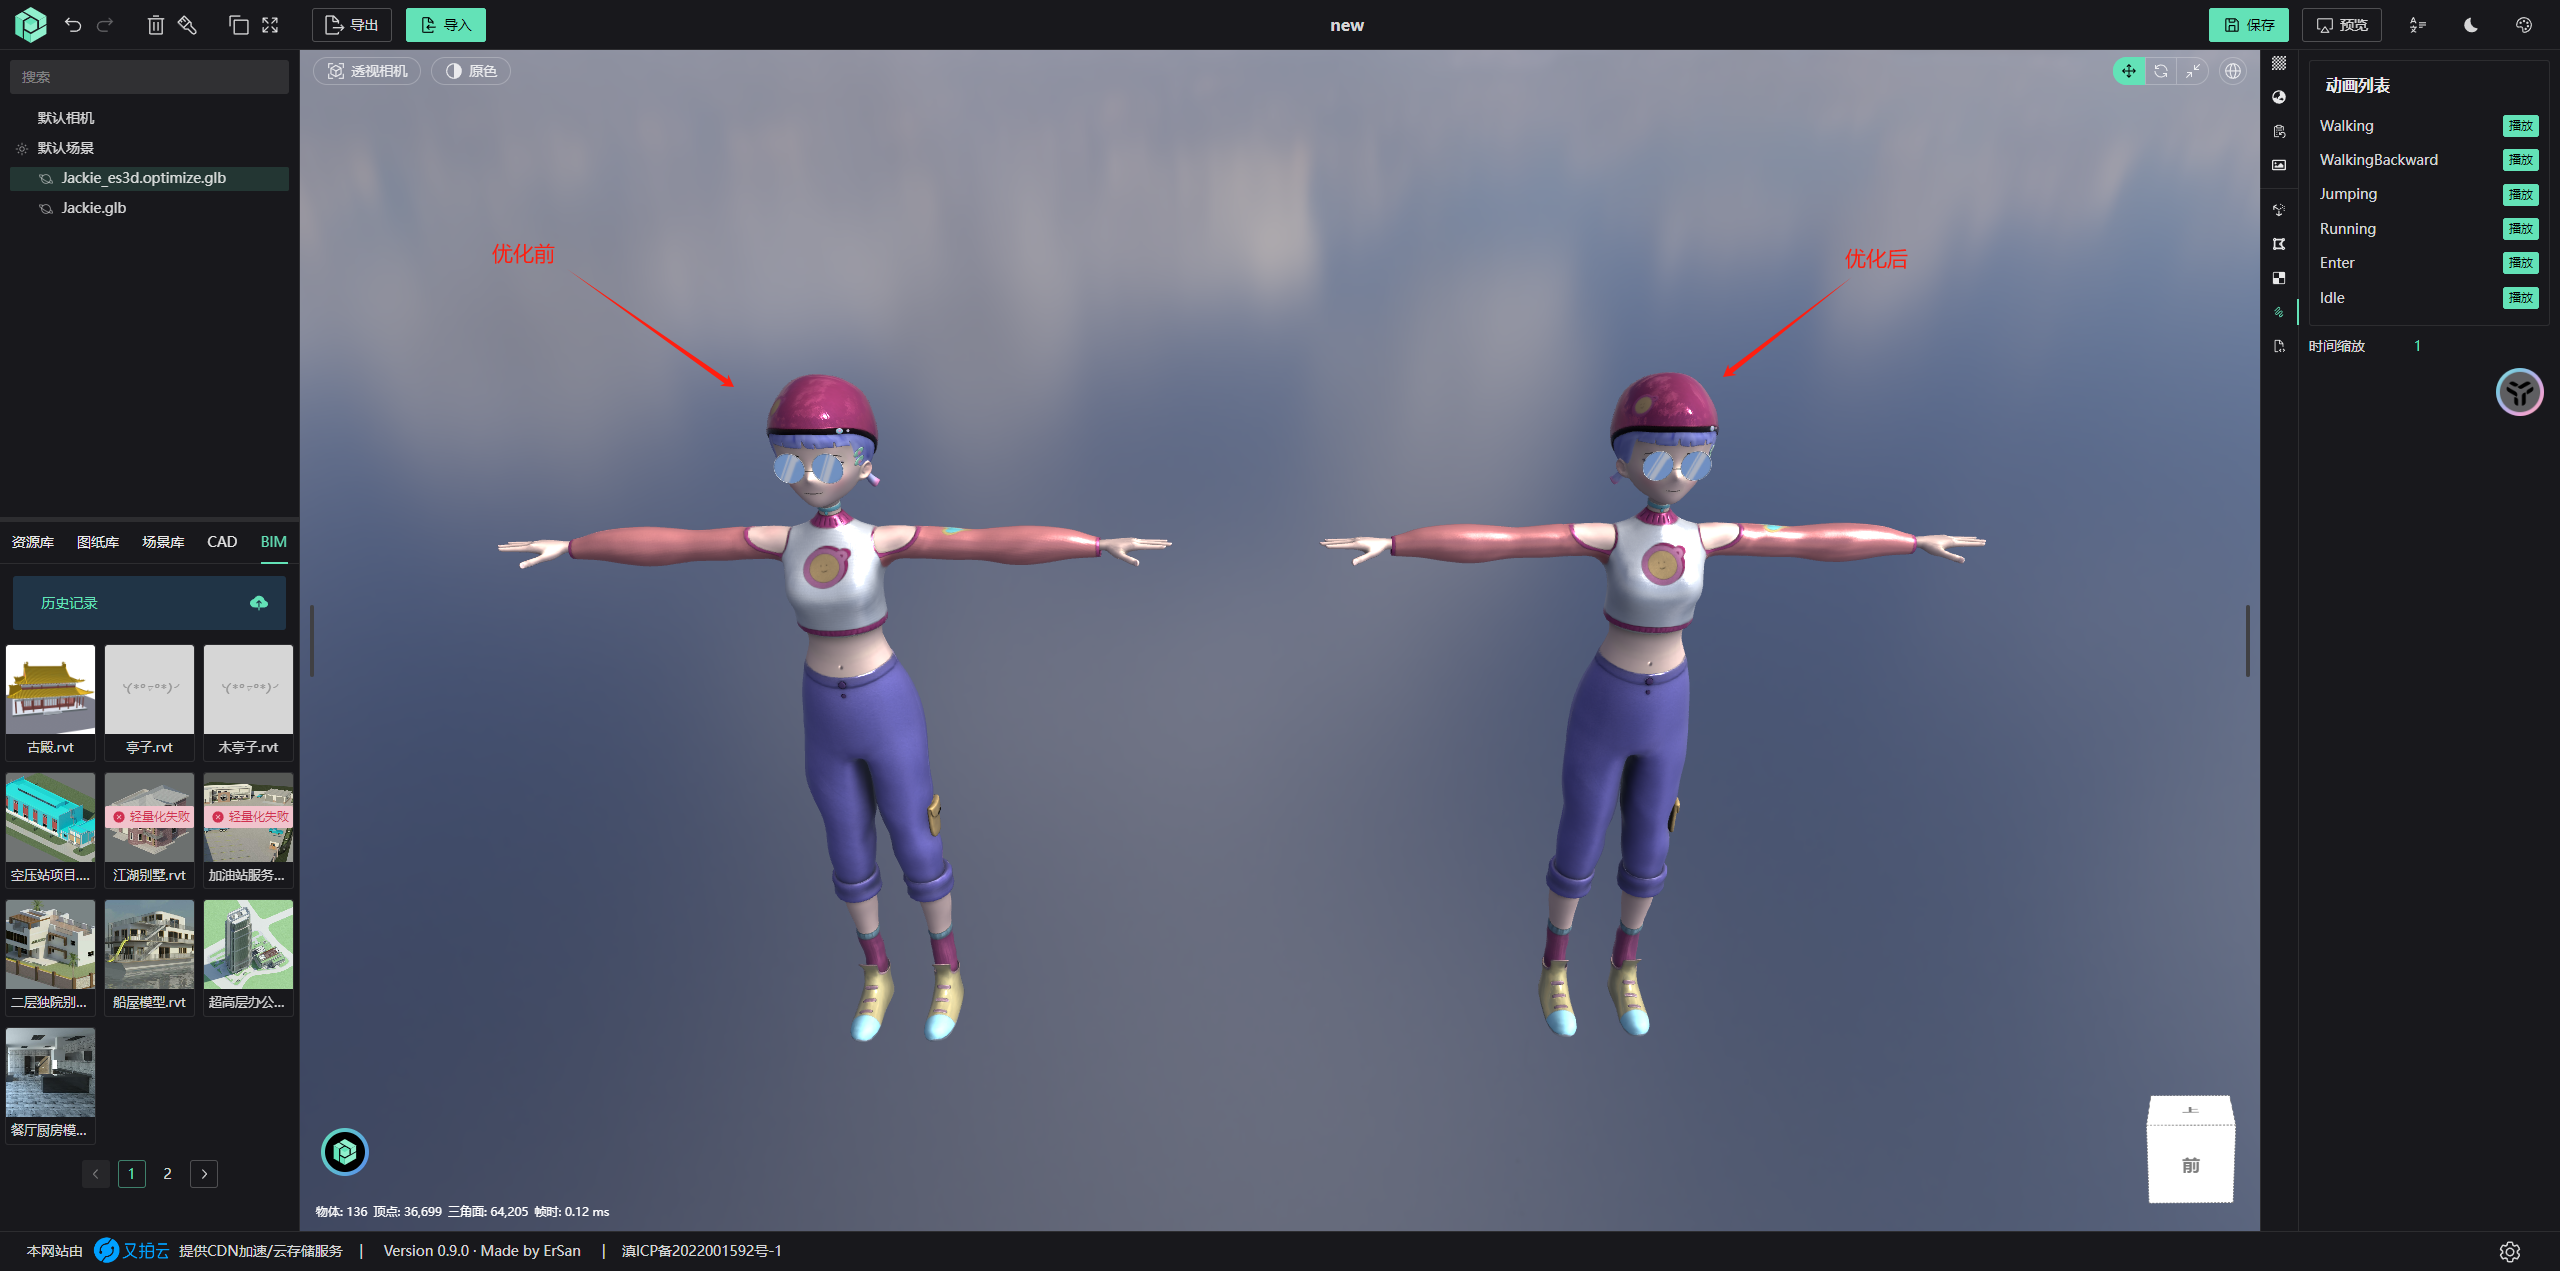 导出
导入
new
保存
预览
搜索
默认相机
默认场景
Jackie_es3d.optimize.glb
Jackie.glb
透视相机
原色
优化前
优化后
动画列表
Walking 播放
WalkingBackward 播放
Jumping 播放
Running 播放
Enter 播放
Idle 播放
时间缩放 1
资源库 图纸库 场景库 CAD BIM
历史记录
古殿.rvt 亭子.rvt 木亭子.rvt
轻量化失败 轻量化失败
空压站项目.... 江湖别墅.rvt 加油站服务...
二层独院别... 船屋模型.rvt 超高层办公...
餐厅厨房模...
1 2
上
前
物体: 136 顶点: 36,699 三角面: 64,205 帧时: 0.12 ms
本网站由 又拍云 提供CDN加速/云存储服务 | Version 0.9.0 · Made by ErSan | 滇ICP备2022001592号-1